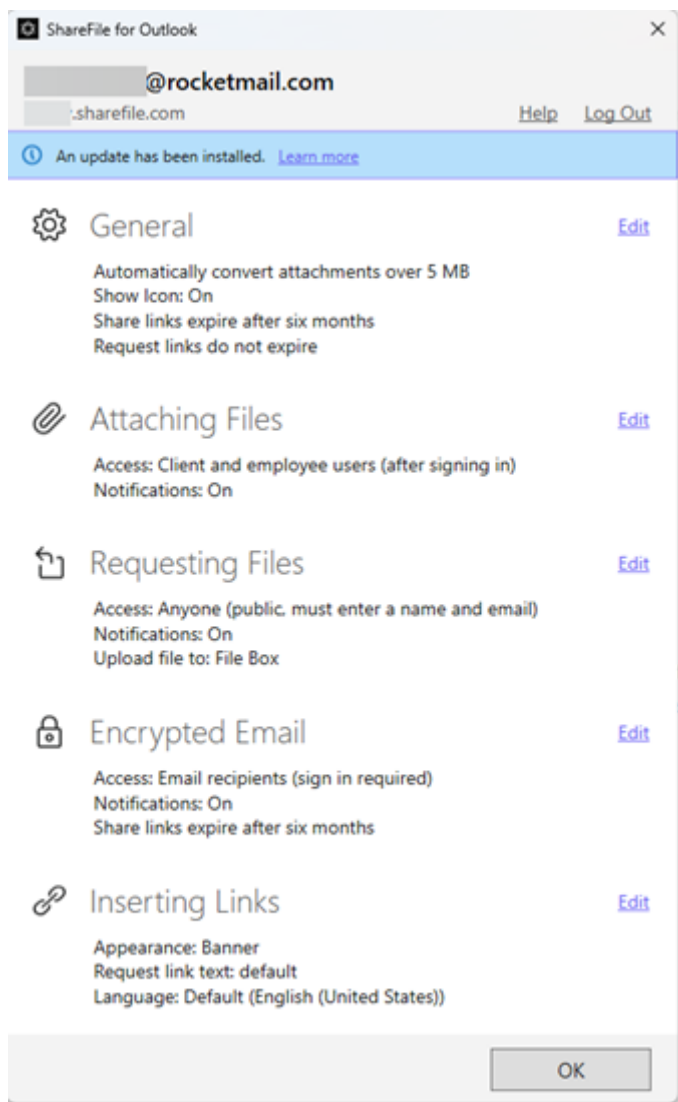 ShareFile for Outlook
@rocketmail.com
.sharefile.com
Help Log Out
An update has been installed. Learn more
General Edit
Automatically convert attachments over 5 MB
Show Icon: On
Share links expire after six months
Request links do not expire
Attaching Files Edit
Access: Client and employee users (after signing in)
Notifications: On
Requesting Files Edit
Access: Anyone (public, must enter a name and email)
Notifications: On
Upload file to: File Box
Encrypted Email Edit
Access: Email recipients (sign in required)
Notifications: On
Share links expire after six months
Inserting Links Edit
Appearance: Banner
Request link text: default
Language: Default (English (United States))
OK